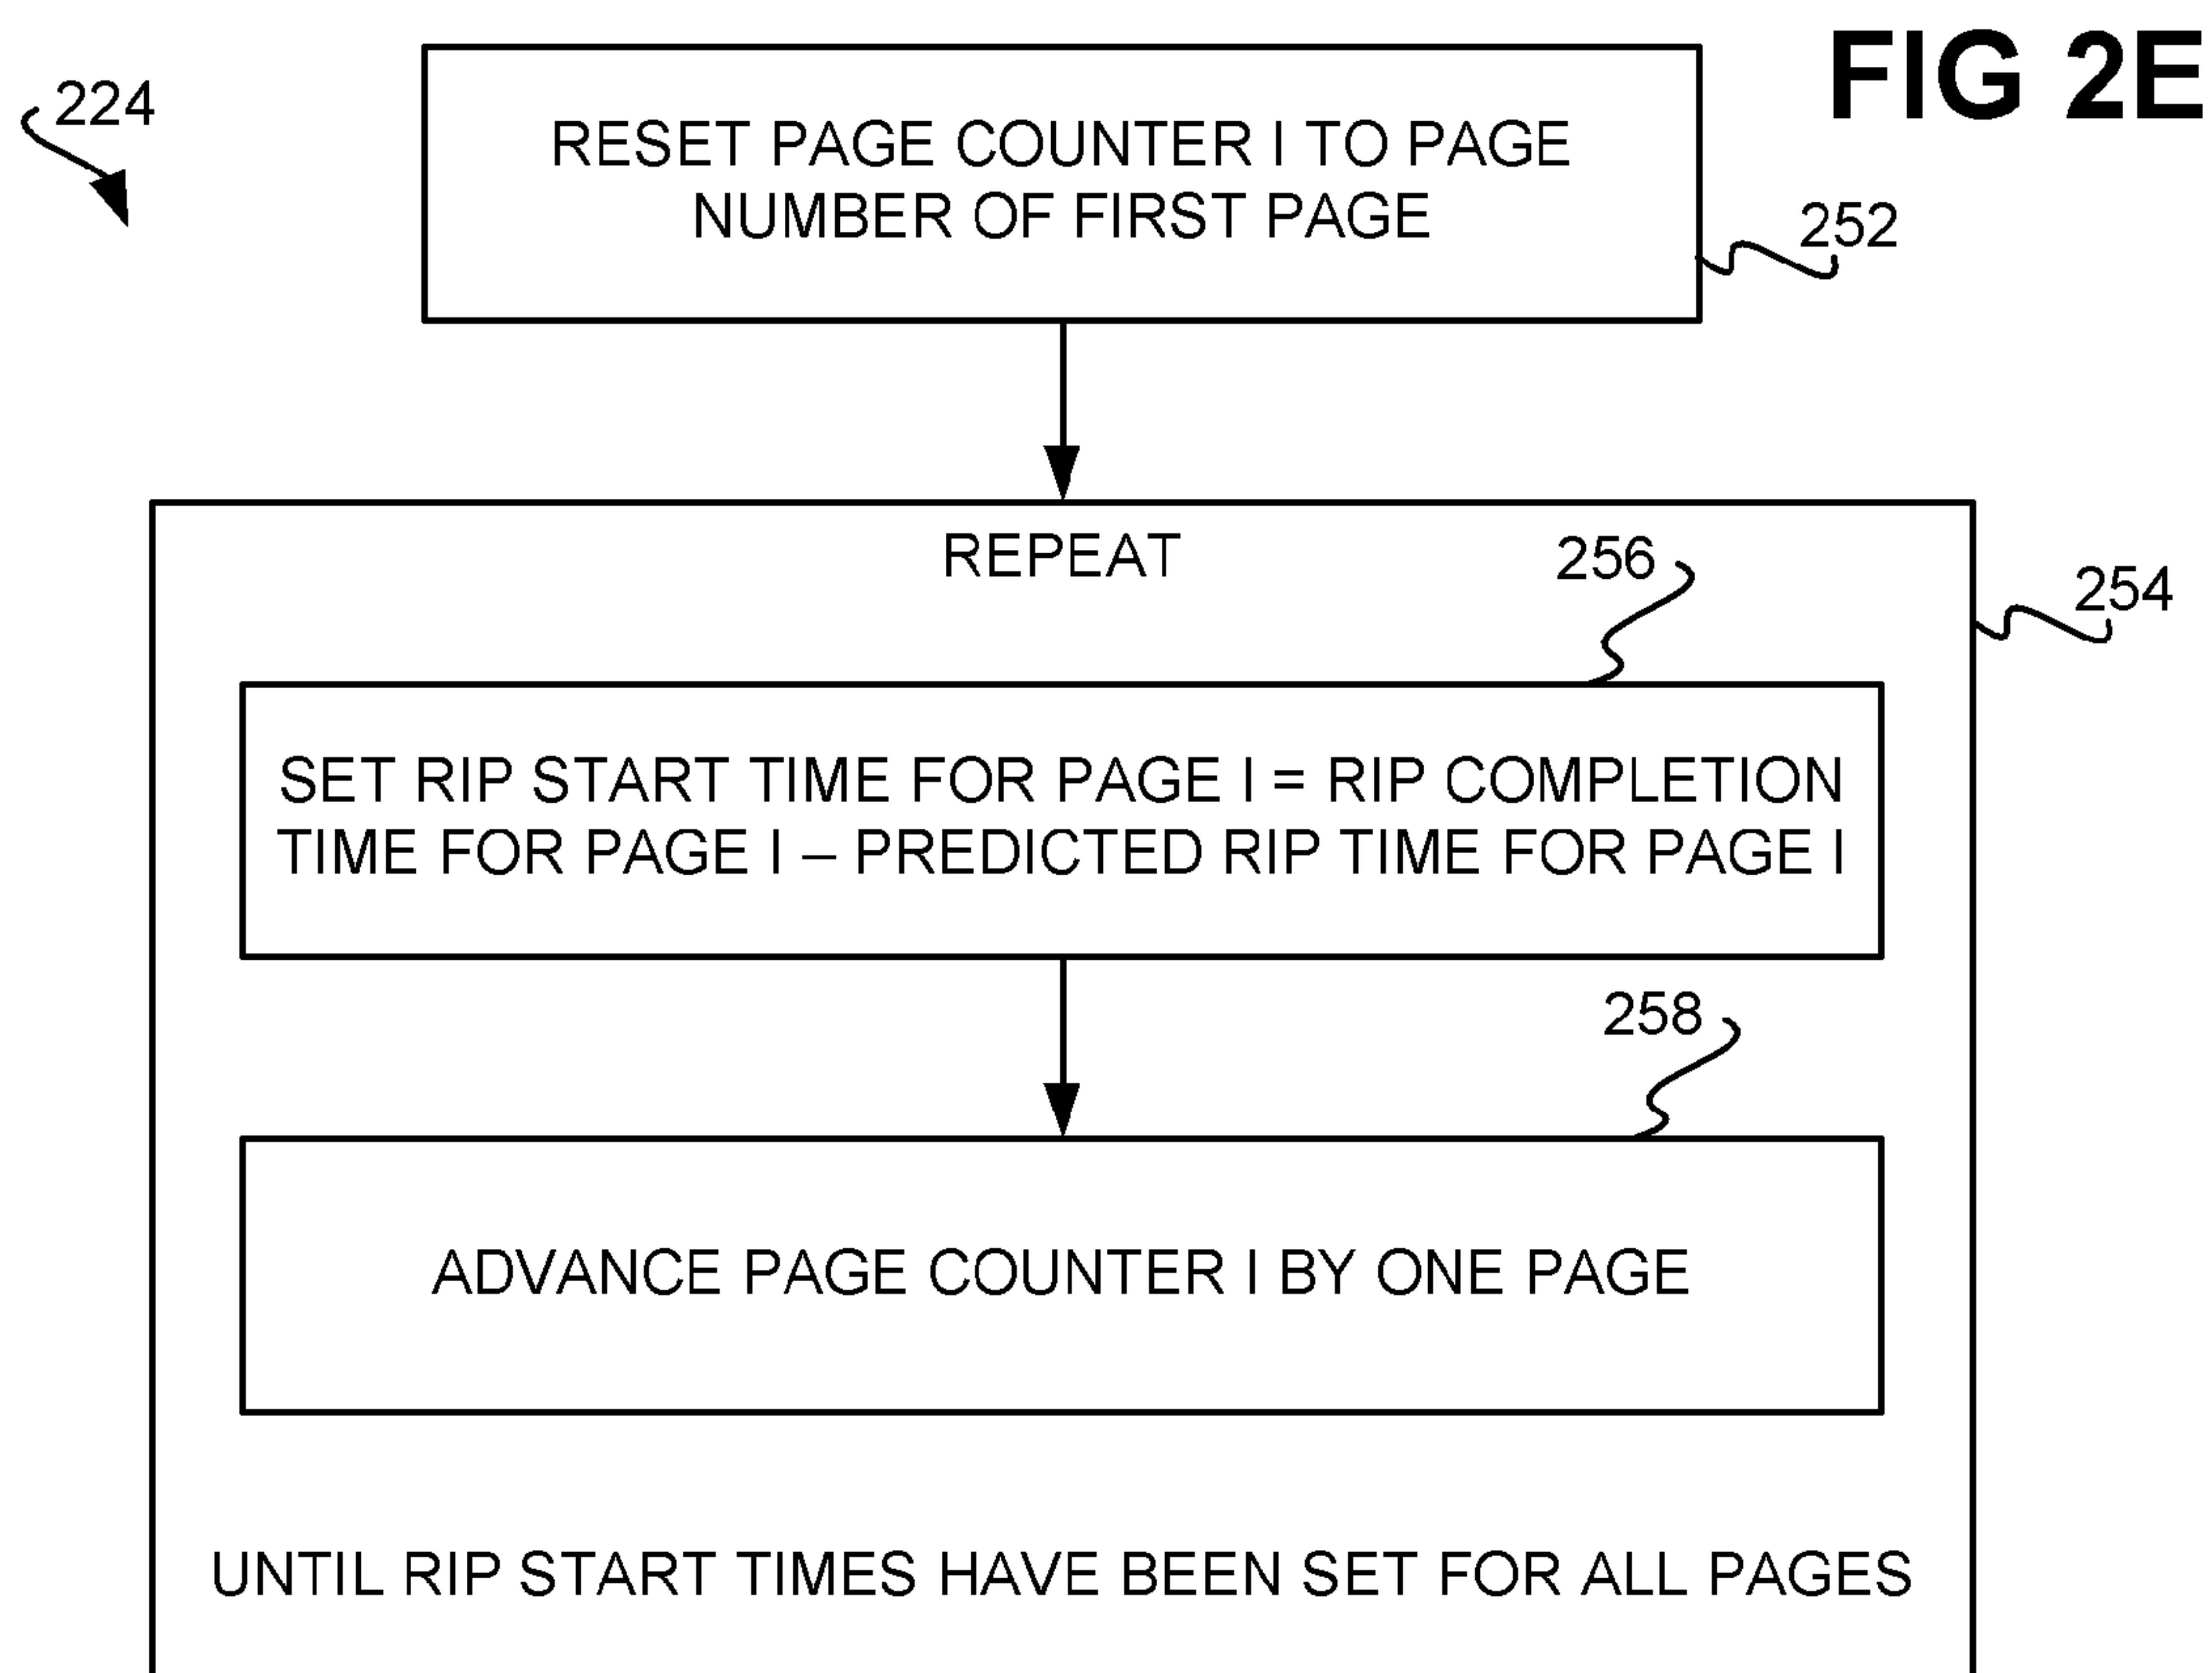 FIG 2E
224
RESET PAGE COUNTER I TO PAGE
NUMBER OF FIRST PAGE
252
REPEAT
256
254
SET RIP START TIME FOR PAGE I = RIP COMPLETION
TIME FOR PAGE I – PREDICTED RIP TIME FOR PAGE I
258
ADVANCE PAGE COUNTER I BY ONE PAGE
UNTIL RIP START TIMES HAVE BEEN SET FOR ALL PAGES